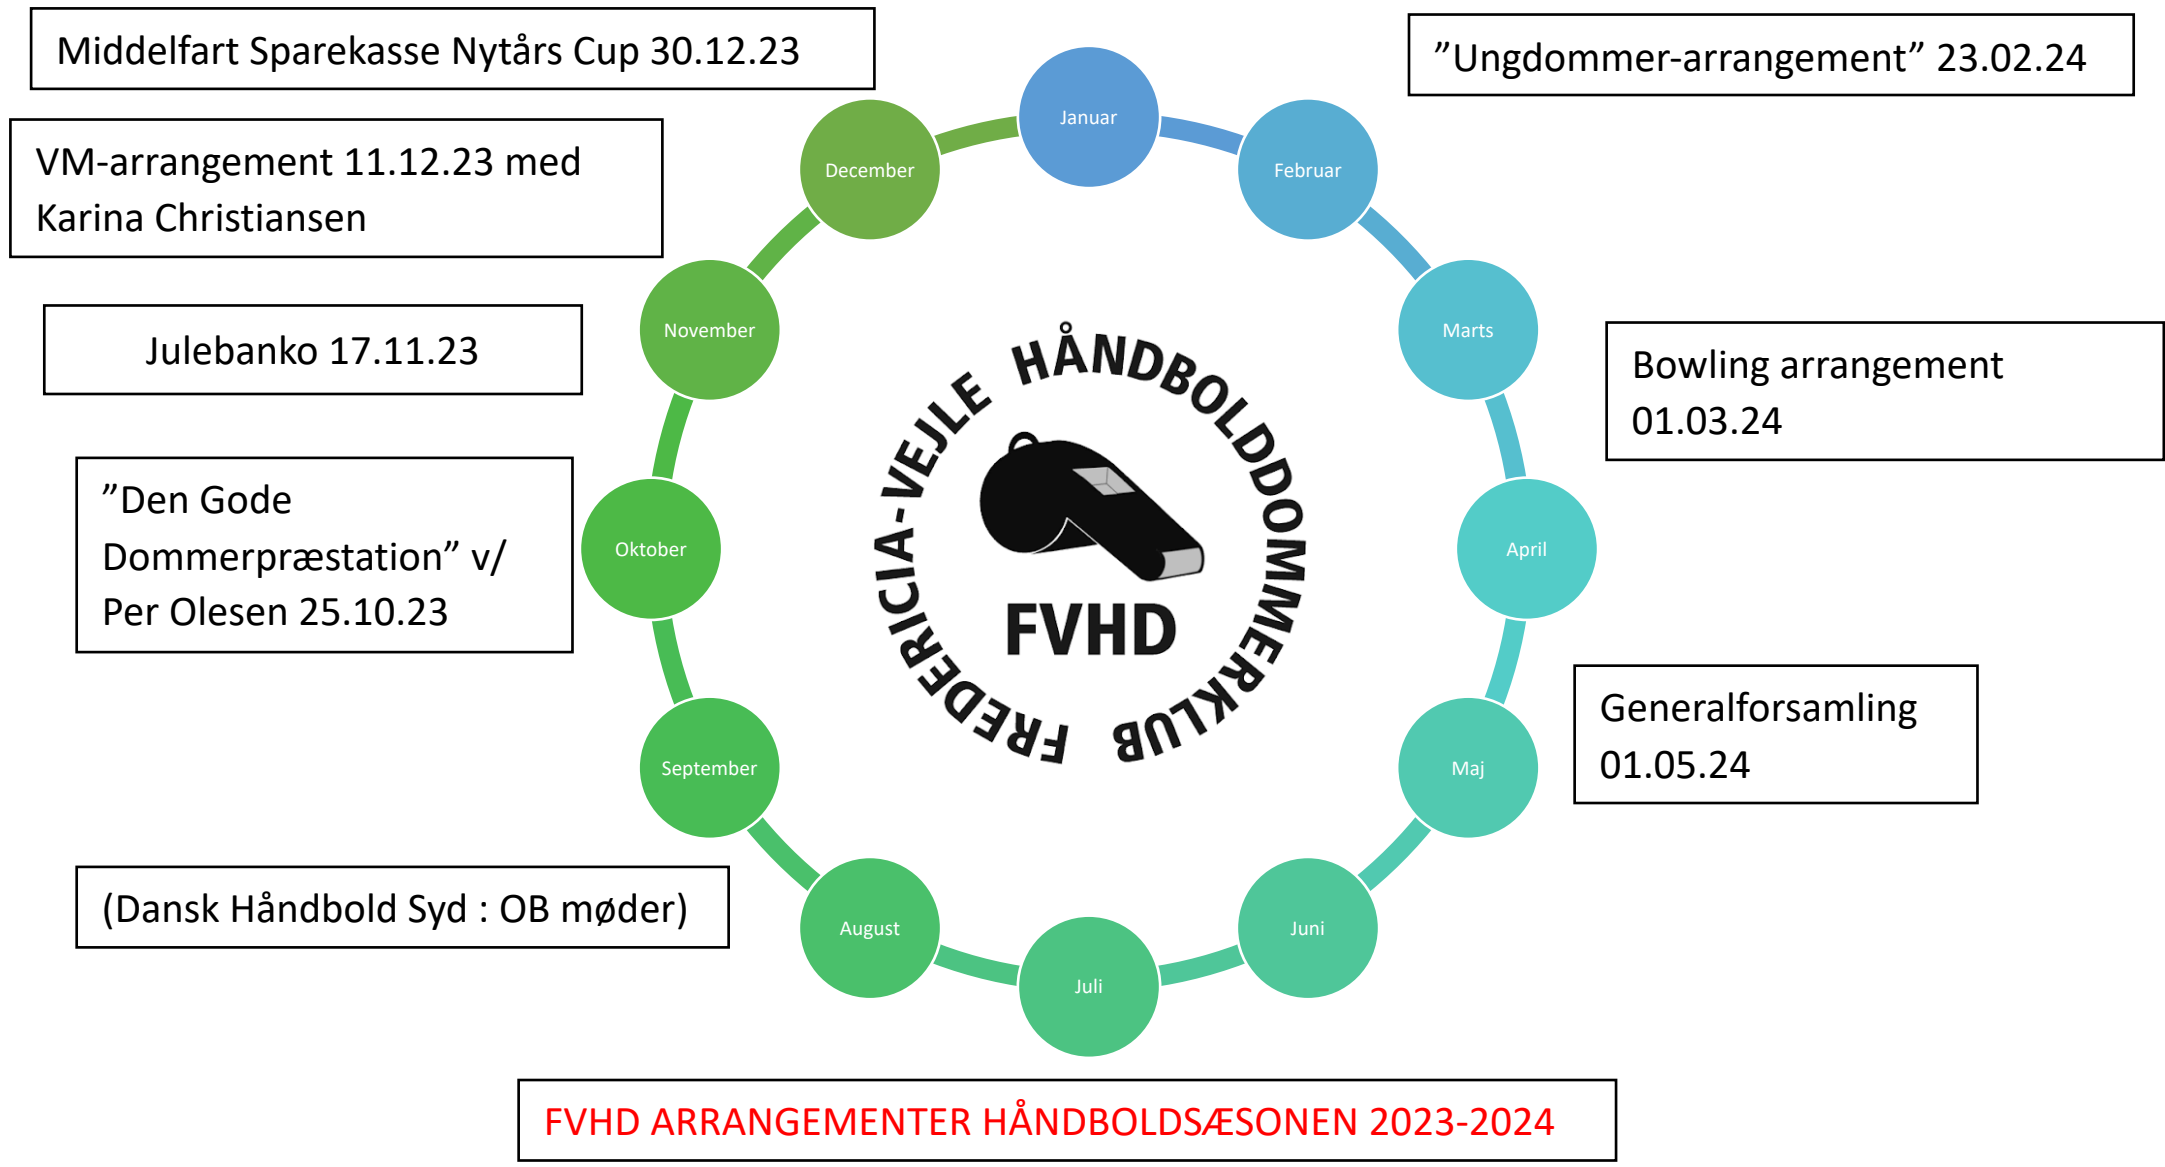 Middelfart Sparekasse Nytårs Cup 30.12.23
”Ungdommer-arrangement” 23.02.24
VM-arrangement 11.12.23 med
Karina Christiansen
Julebanko 17.11.23
”Den Gode
Dommerpræstation” v/
Per Olesen 25.10.23
(Dansk Håndbold Syd : OB møder)
Bowling arrangement
01.03.24
Generalforsamling
01.05.24
Januar
Februar
Marts
April
Maj
Juni
Juli
August
September
Oktober
November
December
FREDERICIA-VEJLE HÅNDBOLDDOMMERKLUB
FVHD
FVHD ARRANGEMENTER HÅNDBOLDSÆSONEN 2023-2024